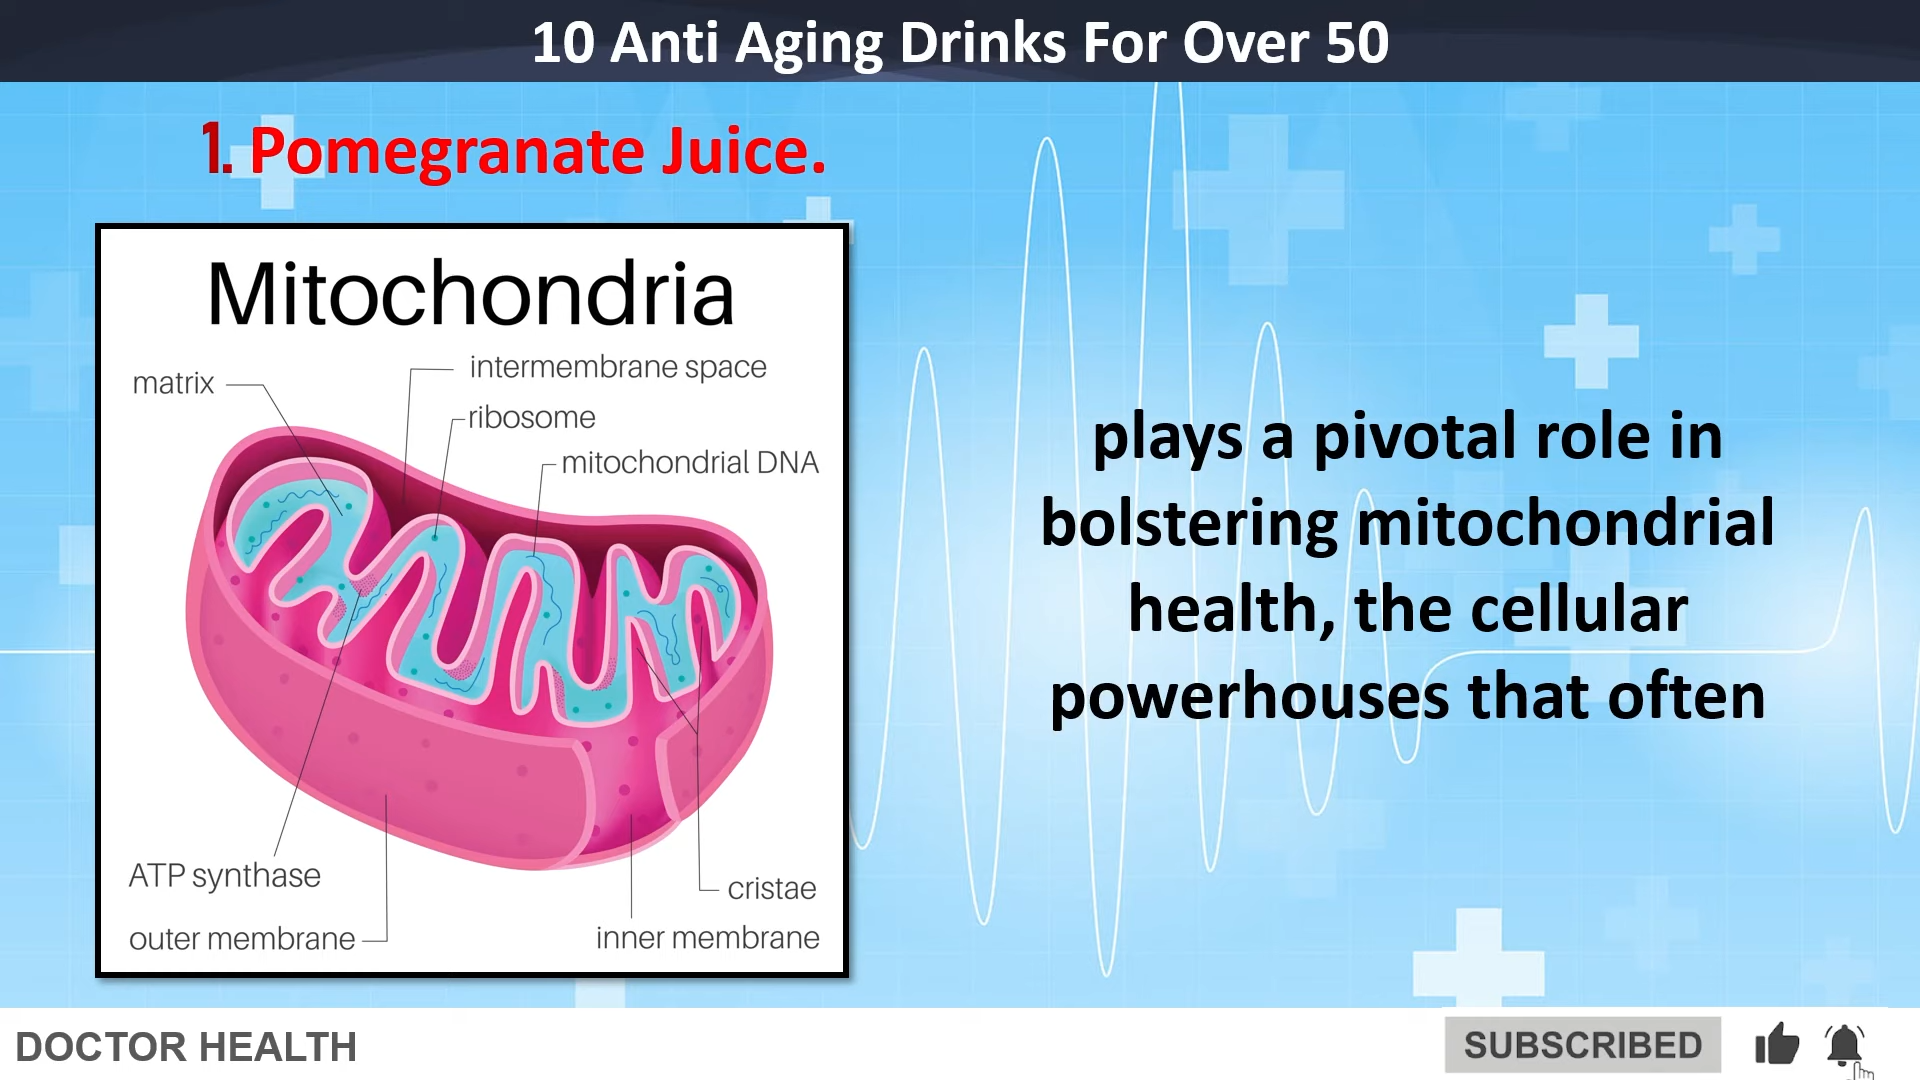 10 Anti Aging Drinks For Over 50
1. Pomegranate Juice.
Mitochondria
matrix
intermembrane space
ribosome
mitochondrial DNA
ATP synthase
outer membrane
cristae
inner membrane
plays a pivotal role in
bolstering mitochondrial
health, the cellular
powerhouses that often
DOCTOR HEALTH
SUBSCRIBED